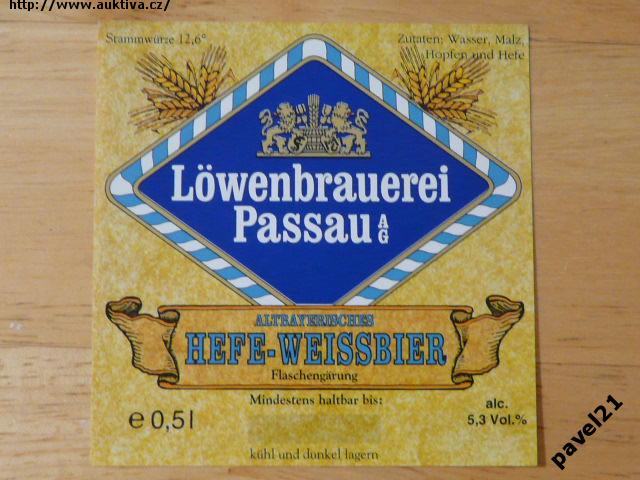 http://www.auktiva.cz/
Stammwürze 12,6°
Zutaten: Wasser, Malz,
Hopfen und Hefe
Löwenbrauerei
Passau AG
ALTBAYERISCHES
HEFE-WEISSBIER
Flaschengärung
Mindestens haltbar bis:
e 0,5 l
alc.
5,3 Vol.%
kühl und dunkel lagern
pavel21